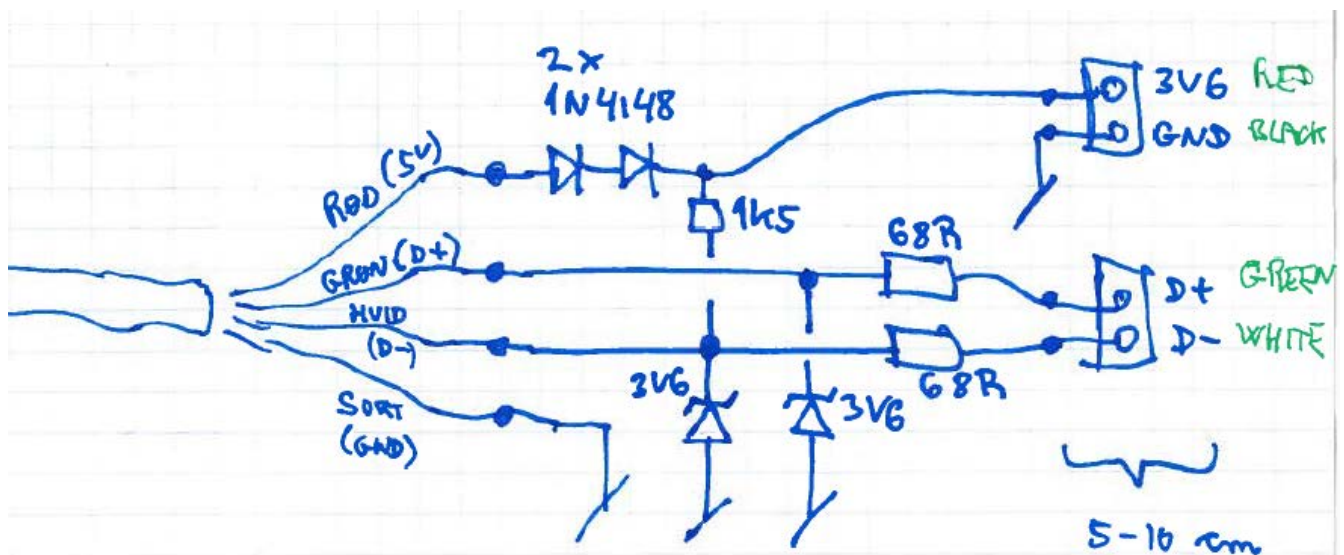 2x
1N4148
3V6 RED
GND BLACK
RED (5V)
1K5
68R
GRØN (D+)
D+ GREEN
HVID
(D-)
D- WHITE
68R
3V6
3V6
SORT
(GND)
5-10 cm